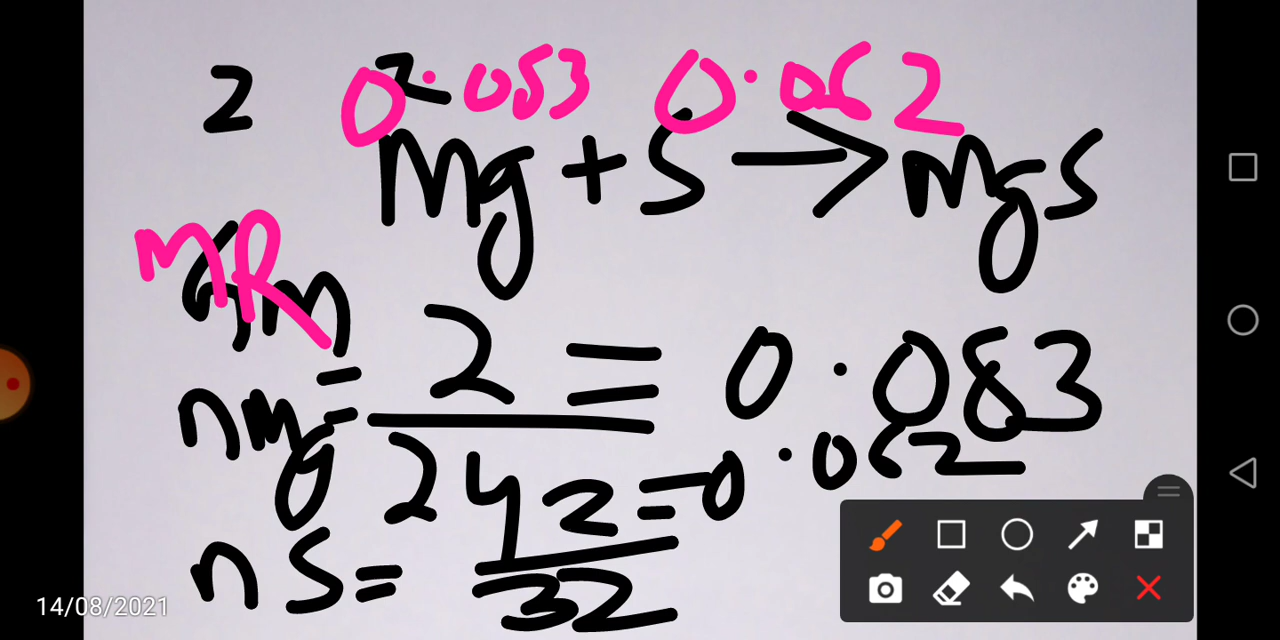 2 2 0.053 0.062
Mg + S → MgS
MR
nMg = 2/24 = 0.083
nS = 2/32 = 0.062
14/08/2021